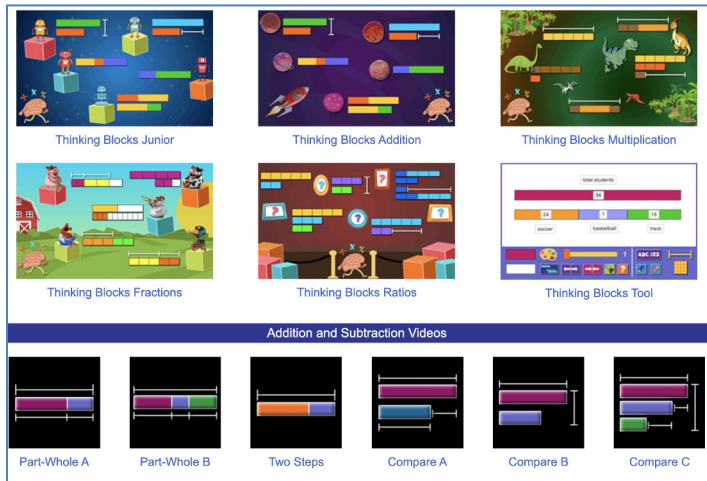 Thinking Blocks Junior
Thinking Blocks Addition
Thinking Blocks Multiplication
Thinking Blocks Fractions
Thinking Blocks Ratios
total students
56
24 ? 18
soccer basketball track
1 ABC 123
?
Thinking Blocks Tool
Addition and Subtraction Videos
Part-Whole A
Part-Whole B
Two Steps
Compare A
Compare B
Compare C